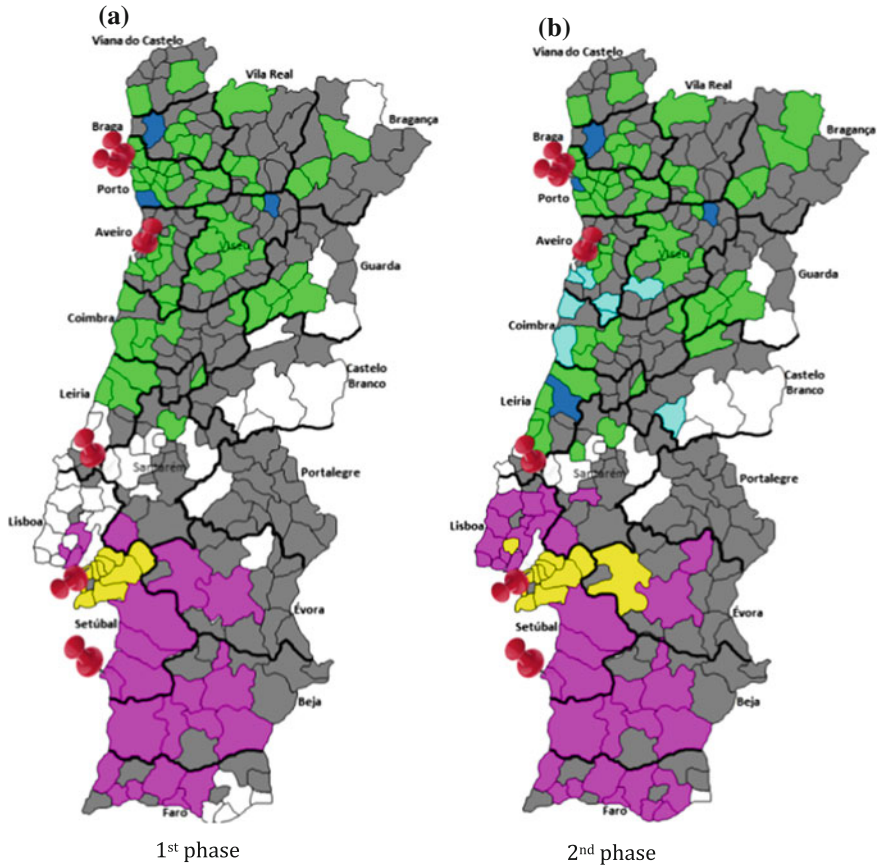 (a)
Viana do Castelo
Vila Real
Braga
Bragança
Porto
Aveiro
Viseu
Guarda
Coimbra
Castelo
Branco
Leiria
Santarém
Portalegre
Lisboa
Évora
Setúbal
Beja
Faro
1st phase
(b)
Viana do Castelo
Vila Real
Braga
Bragança
Porto
Aveiro
Viseu
Guarda
Coimbra
Castelo
Branco
Leiria
Santarém
Portalegre
Lisboa
Évora
Setúbal
Beja
Faro
2nd phase